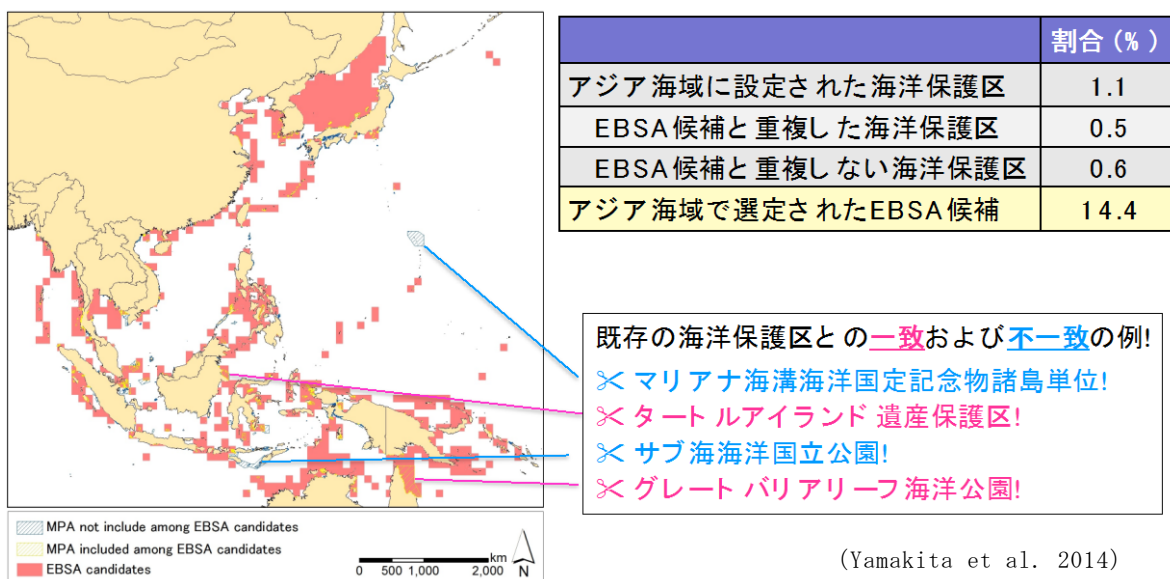 割合(%)
アジア海域に設定された海洋保護区 1.1
EBSA候補と重複した海洋保護区 0.5
EBSA候補と重複しない海洋保護区 0.6
アジア海域で選定されたEBSA候補 14.4
既存の海洋保護区との一致および不一致の例!
✂ マリアナ海溝海洋国定記念物諸島単位!
✂ タートルアイランド遺産保護区!
✂ サブ海海洋国立公園!
✂ グレートバリアリーフ海洋公園!
MPA not include among EBSA candidates
MPA included among EBSA candidates
EBSA candidates
km
0 500 1,000 2,000
N
(Yamakita et al. 2014)